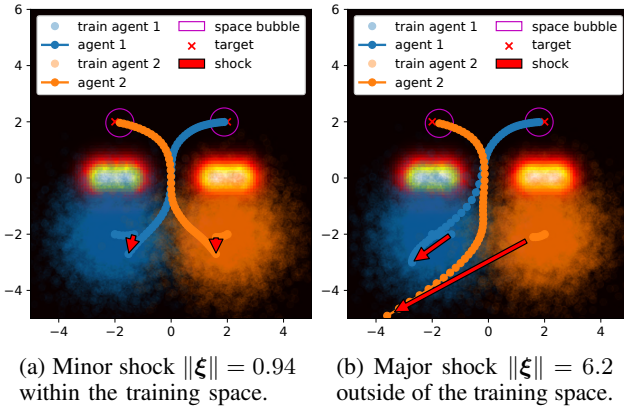 train agent 1
agent 1
train agent 2
agent 2
space bubble
target
shock
6
4
2
0
−2
−4
−4 −2 0 2 4
train agent 1
agent 1
train agent 2
agent 2
space bubble
target
shock
6
4
2
0
−2
−4
−4 −2 0 2 4
(a) Minor shock ‖ξ‖ = 0.94
within the training space.
(b) Major shock ‖ξ‖ = 6.2
outside of the training space.